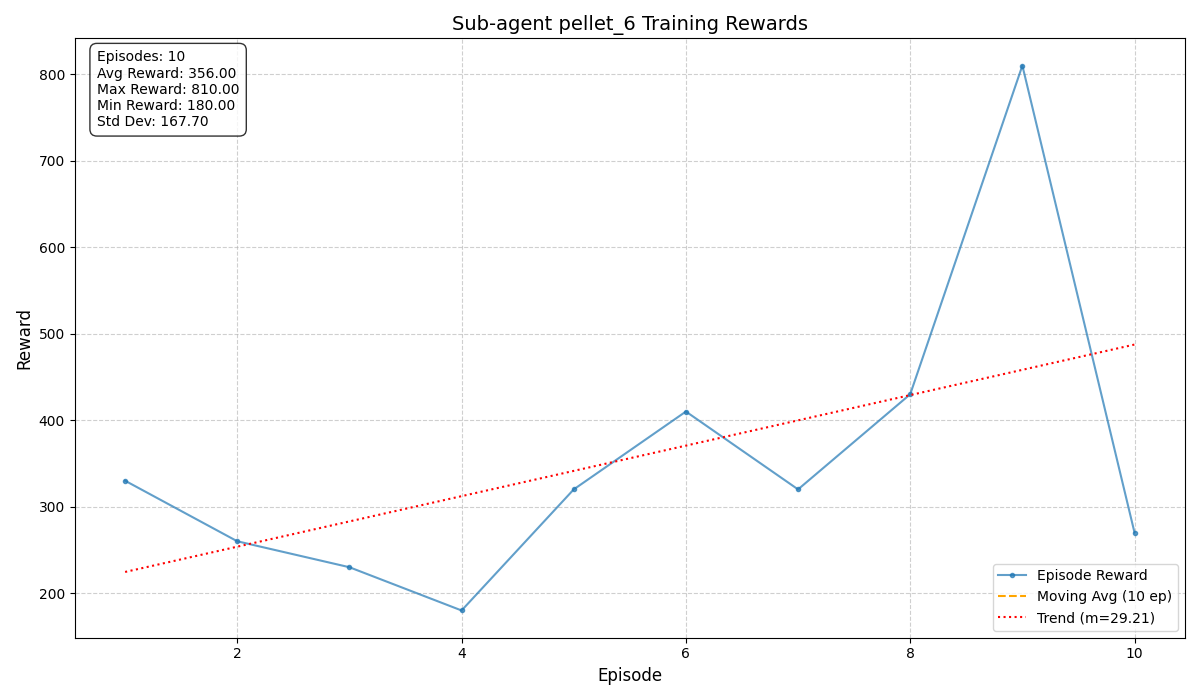 Sub-agent pellet_6 Training Rewards
Episodes: 10
Avg Reward: 356.00
Max Reward: 810.00
Min Reward: 180.00
Std Dev: 167.70
800
700
600
500
400
300
200
Reward
Episode Reward
Moving Avg (10 ep)
Trend (m=29.21)
2
4
6
8
10
Episode